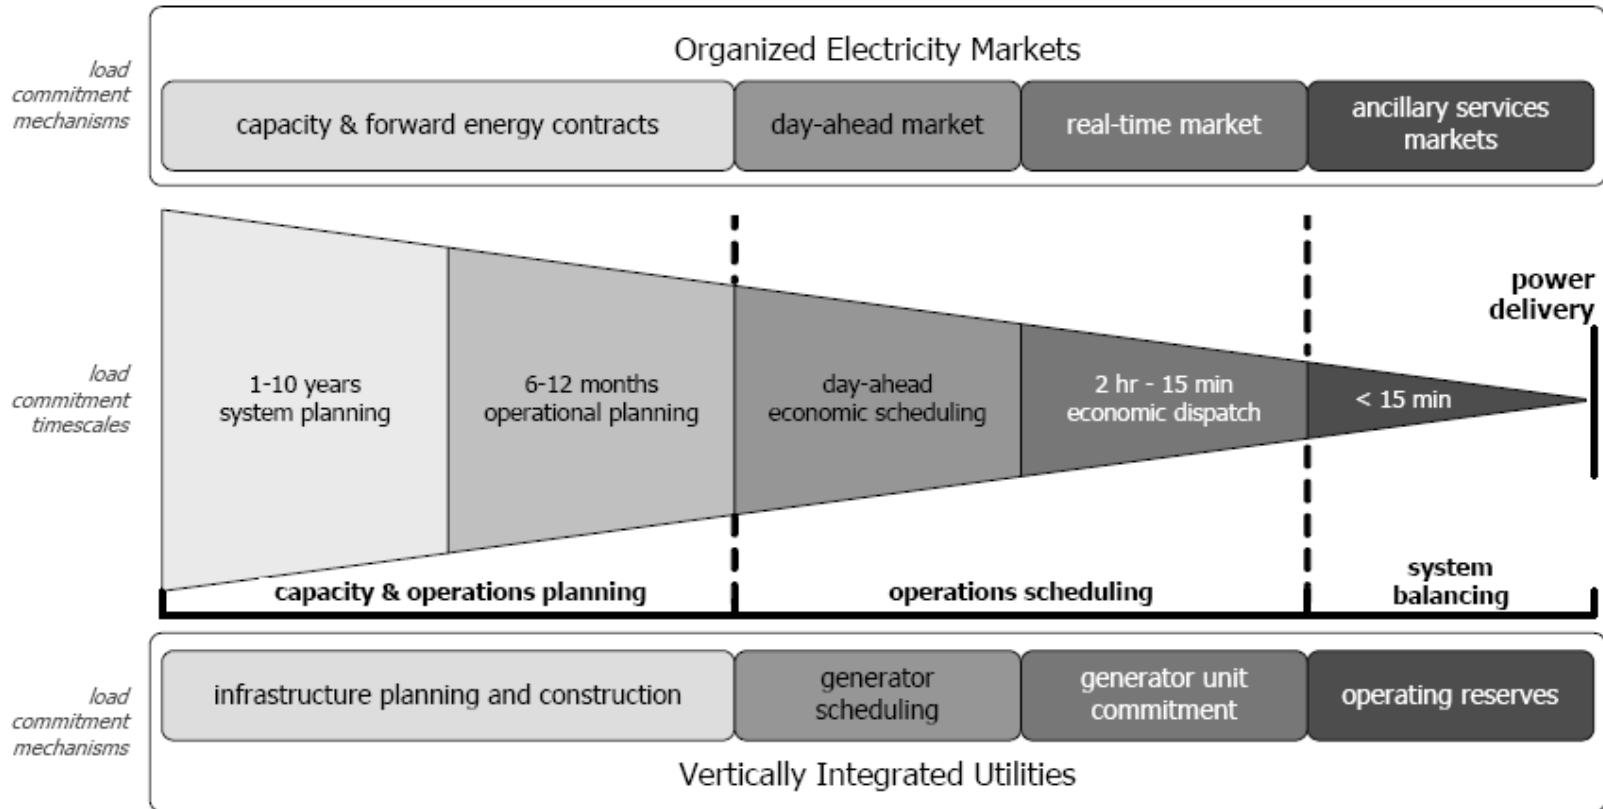 Organized Electricity Markets
load
commitment
mechanisms
capacity & forward energy contracts
day-ahead market
real-time market
ancillary services
markets
power
delivery
load
commitment
timescales
1-10 years
system planning
6-12 months
operational planning
day-ahead
economic scheduling
2 hr - 15 min
economic dispatch
< 15 min
capacity & operations planning
operations scheduling
system
balancing
load
commitment
mechanisms
infrastructure planning and construction
generator
scheduling
generator unit
commitment
operating reserves
Vertically Integrated Utilities